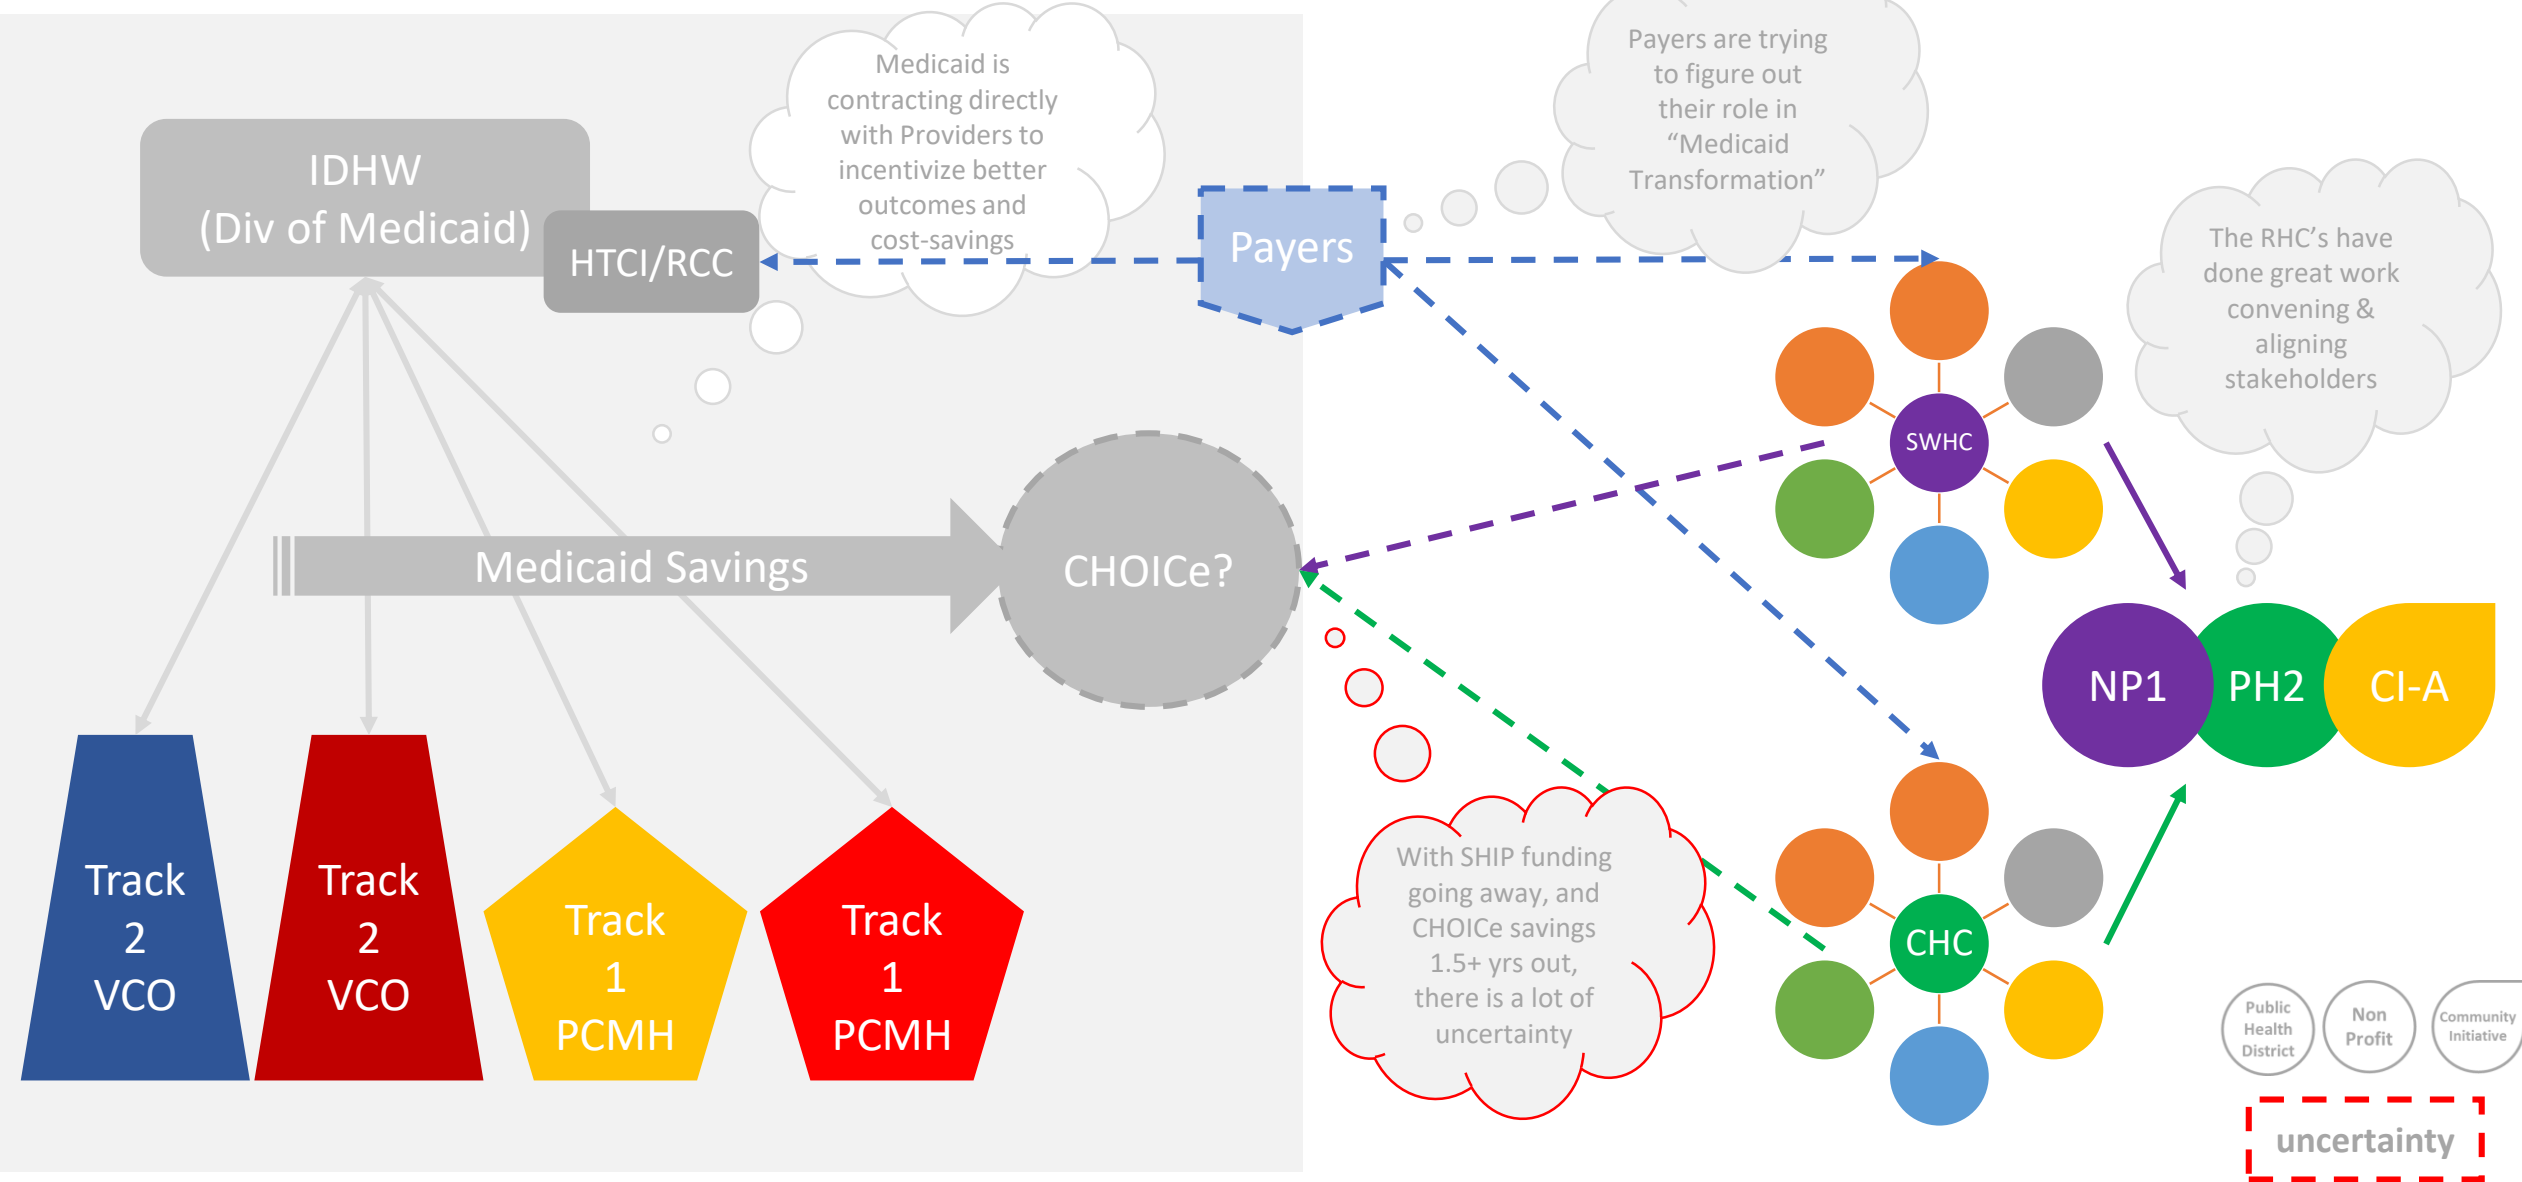 Medicaid is
contracting directly
with Providers to
incentivize better
outcomes and
cost-savings
Payers are trying
to figure out
their role in
“Medicaid
Transformation”
IDHW
(Div of Medicaid)
HTCI/RCC
Payers
The RHC’s have
done great work
convening &
aligning
stakeholders
SWHC
Medicaid Savings
CHOICe?
NP1
PH2
CI-A
Track
2
VCO
Track
2
VCO
Track
1
PCMH
Track
1
PCMH
With SHIP funding
going away, and
CHOICe savings
1.5+ yrs out,
there is a lot of
uncertainty
CHC
Public
Health
District
Non
Profit
Community
Initiative
uncertainty